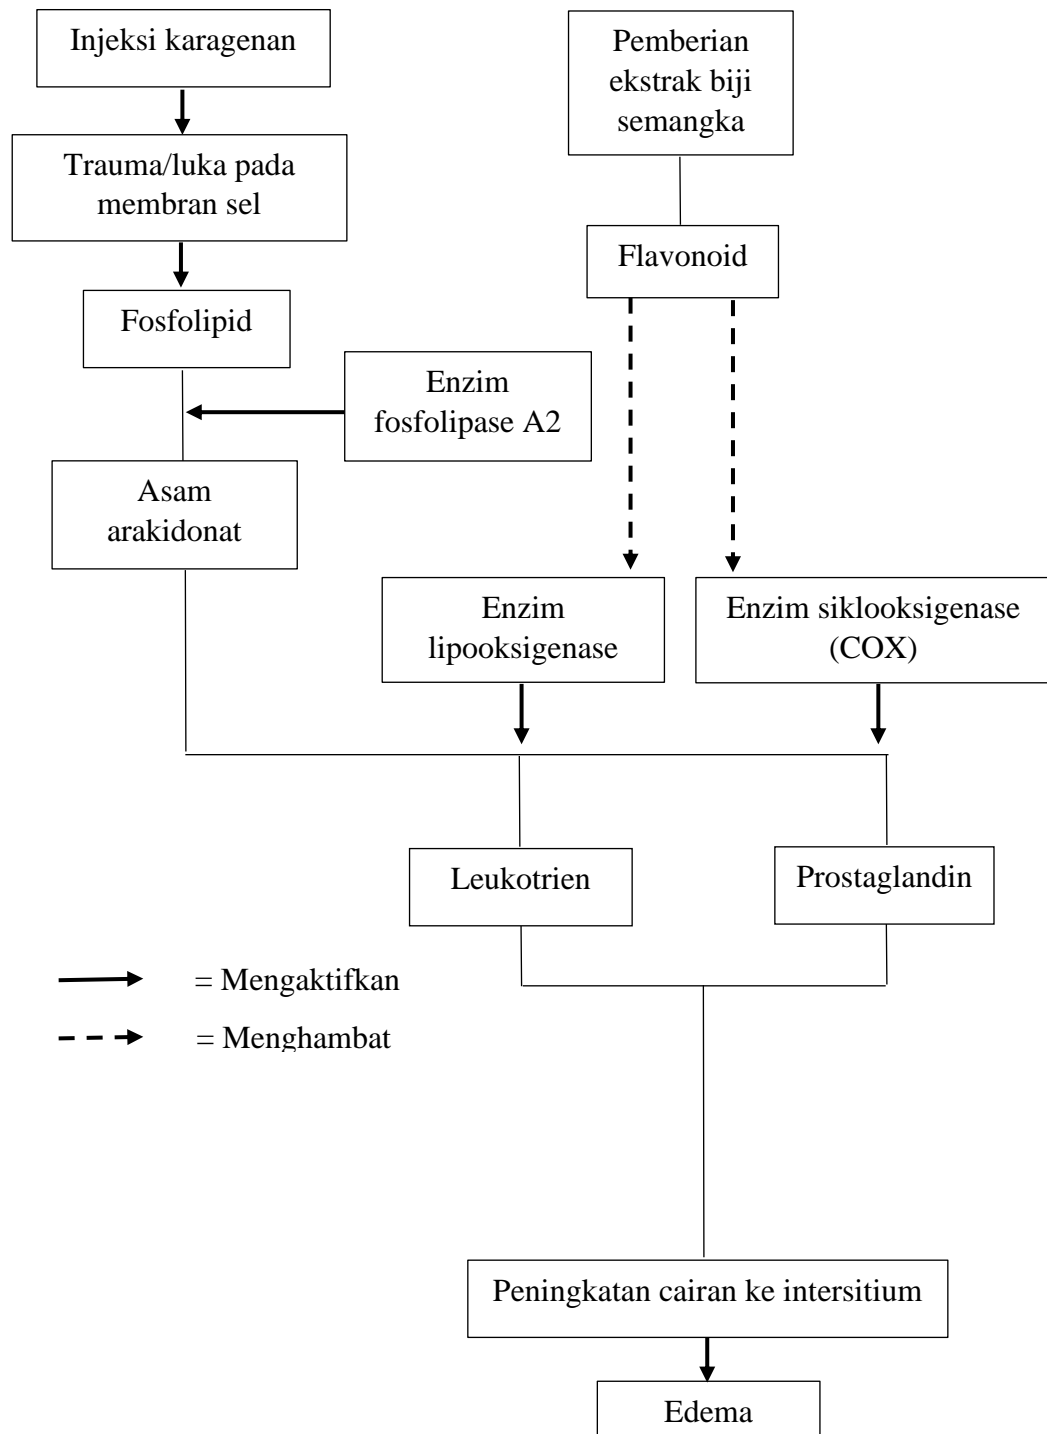 Injeksi karagenan
Pemberian
ekstrak biji
semangka
Trauma/luka pada
membran sel
Flavonoid
Fosfolipid
Enzim
fosfolipase A2
Asam
arakidonat
Enzim
lipooksigenase
Enzim siklooksigenase
(COX)
Leukotrien
Prostaglandin
= Mengaktifkan
= Menghambat
Peningkatan cairan ke intersitium
Edema